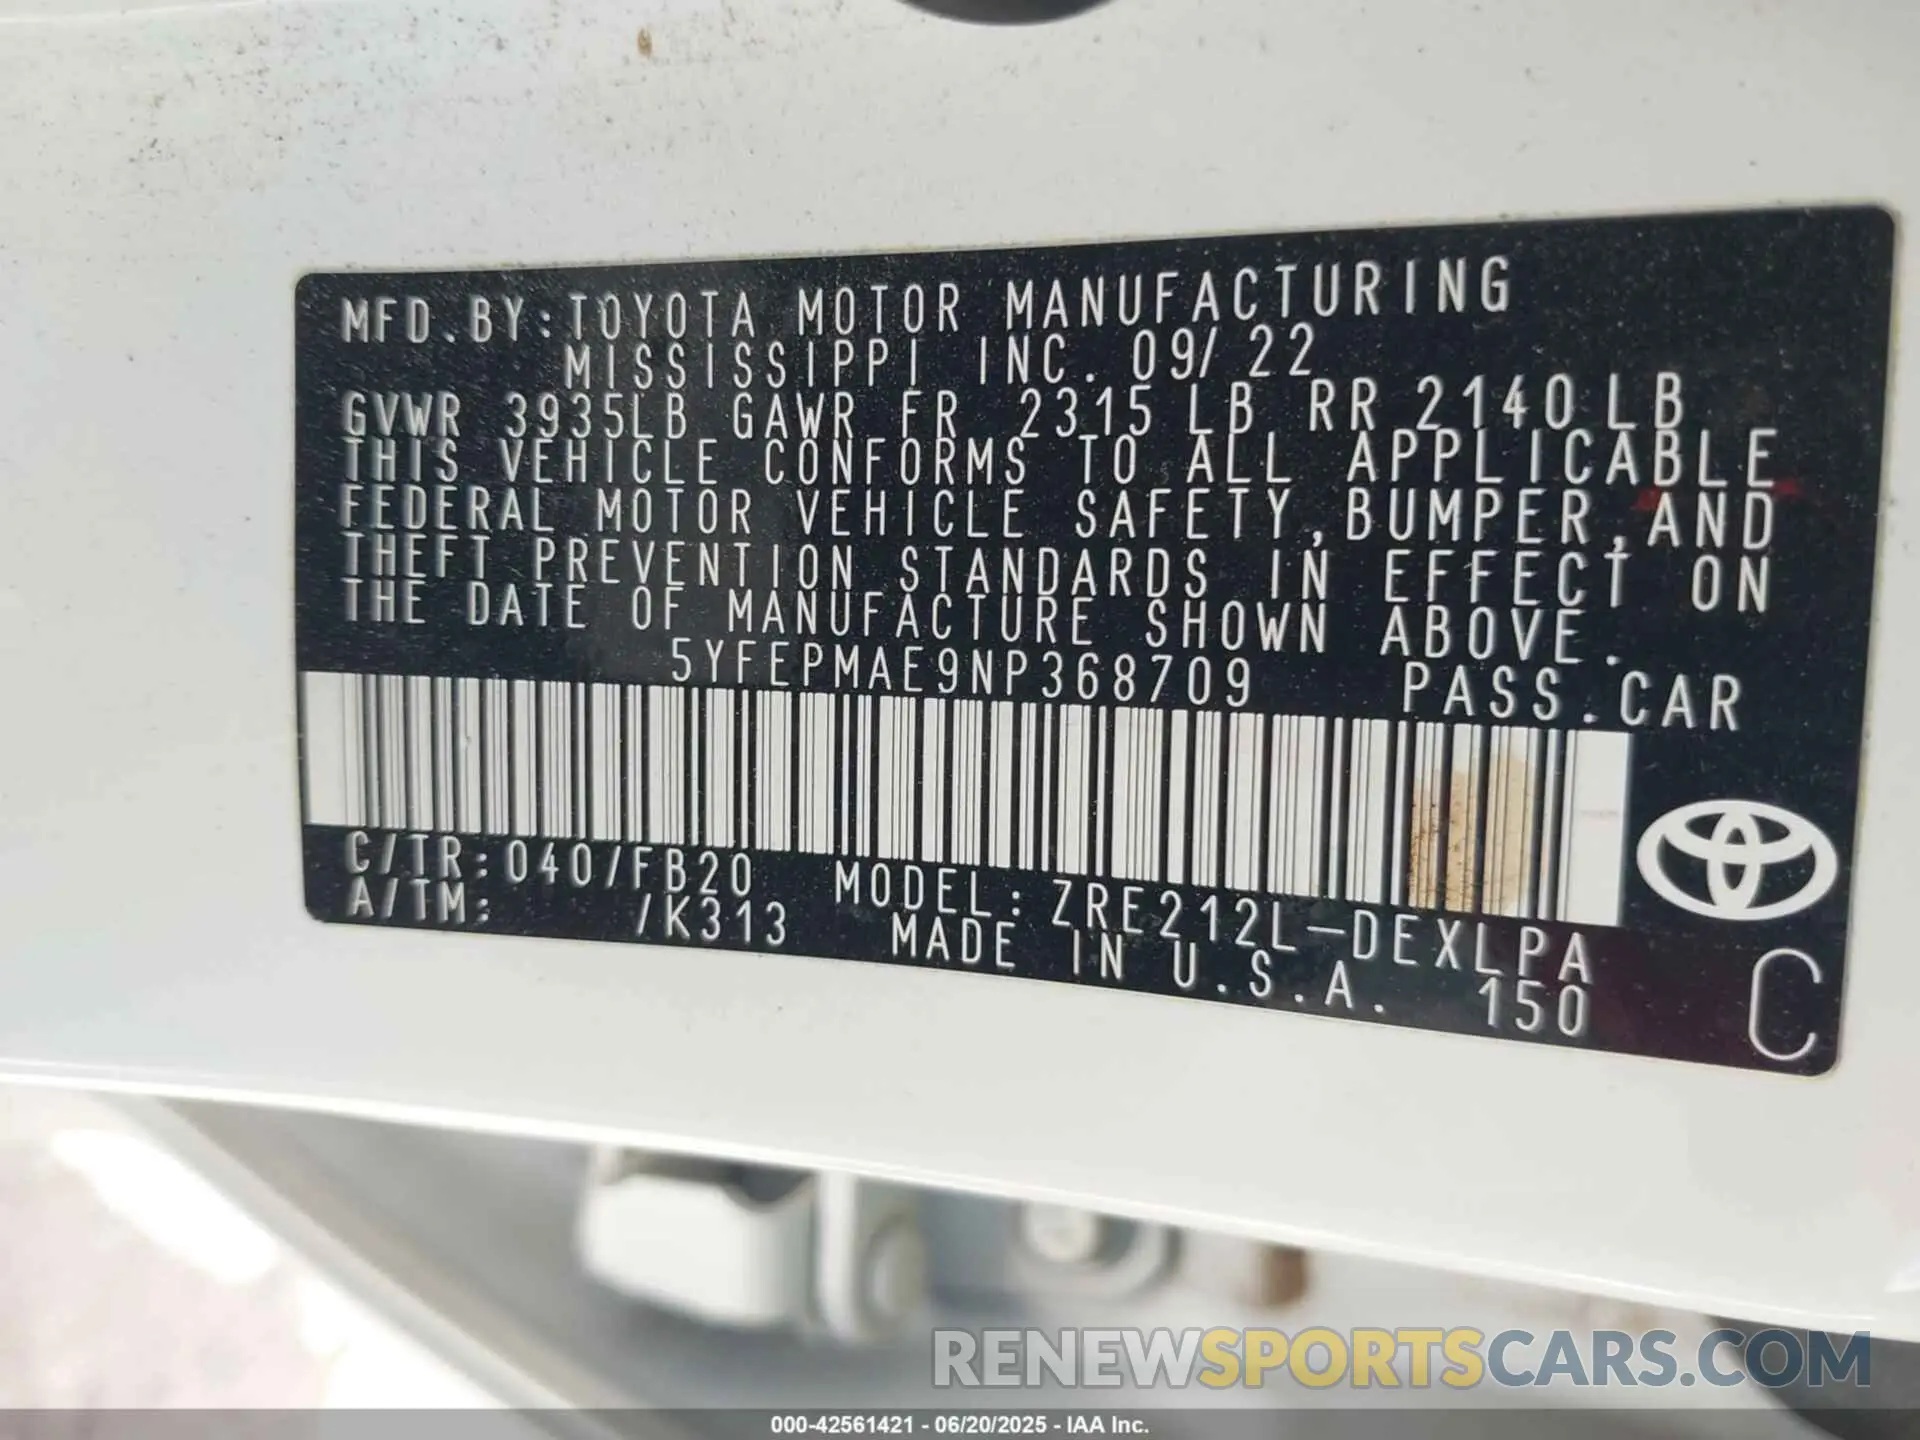 MFD.BY:TOYOTA MOTOR MANUFACTURING
MISSISSIPPI INC. 09/22
GVWR 3935LB GAWR FR 2315LB RR 2140LB
THIS VEHICLE CONFORMS TO ALL APPLICABLE
FEDERAL MOTOR VEHICLE SAFETY,BUMPER,AND
THEFT PREVENTION STANDARDS IN EFFECT ON
THE DATE OF MANUFACTURE SHOWN ABOVE.
5YFEPMAE9NP368709 PASS.CAR
C/TR:040/FB20 MODEL:ZRE212L-DEXLPA
A/TM: /K313 MADE IN U.S.A. 150
C
RENEWSPORTSCARS.COM
000-42561421 - 06/20/2025 - IAA Inc.